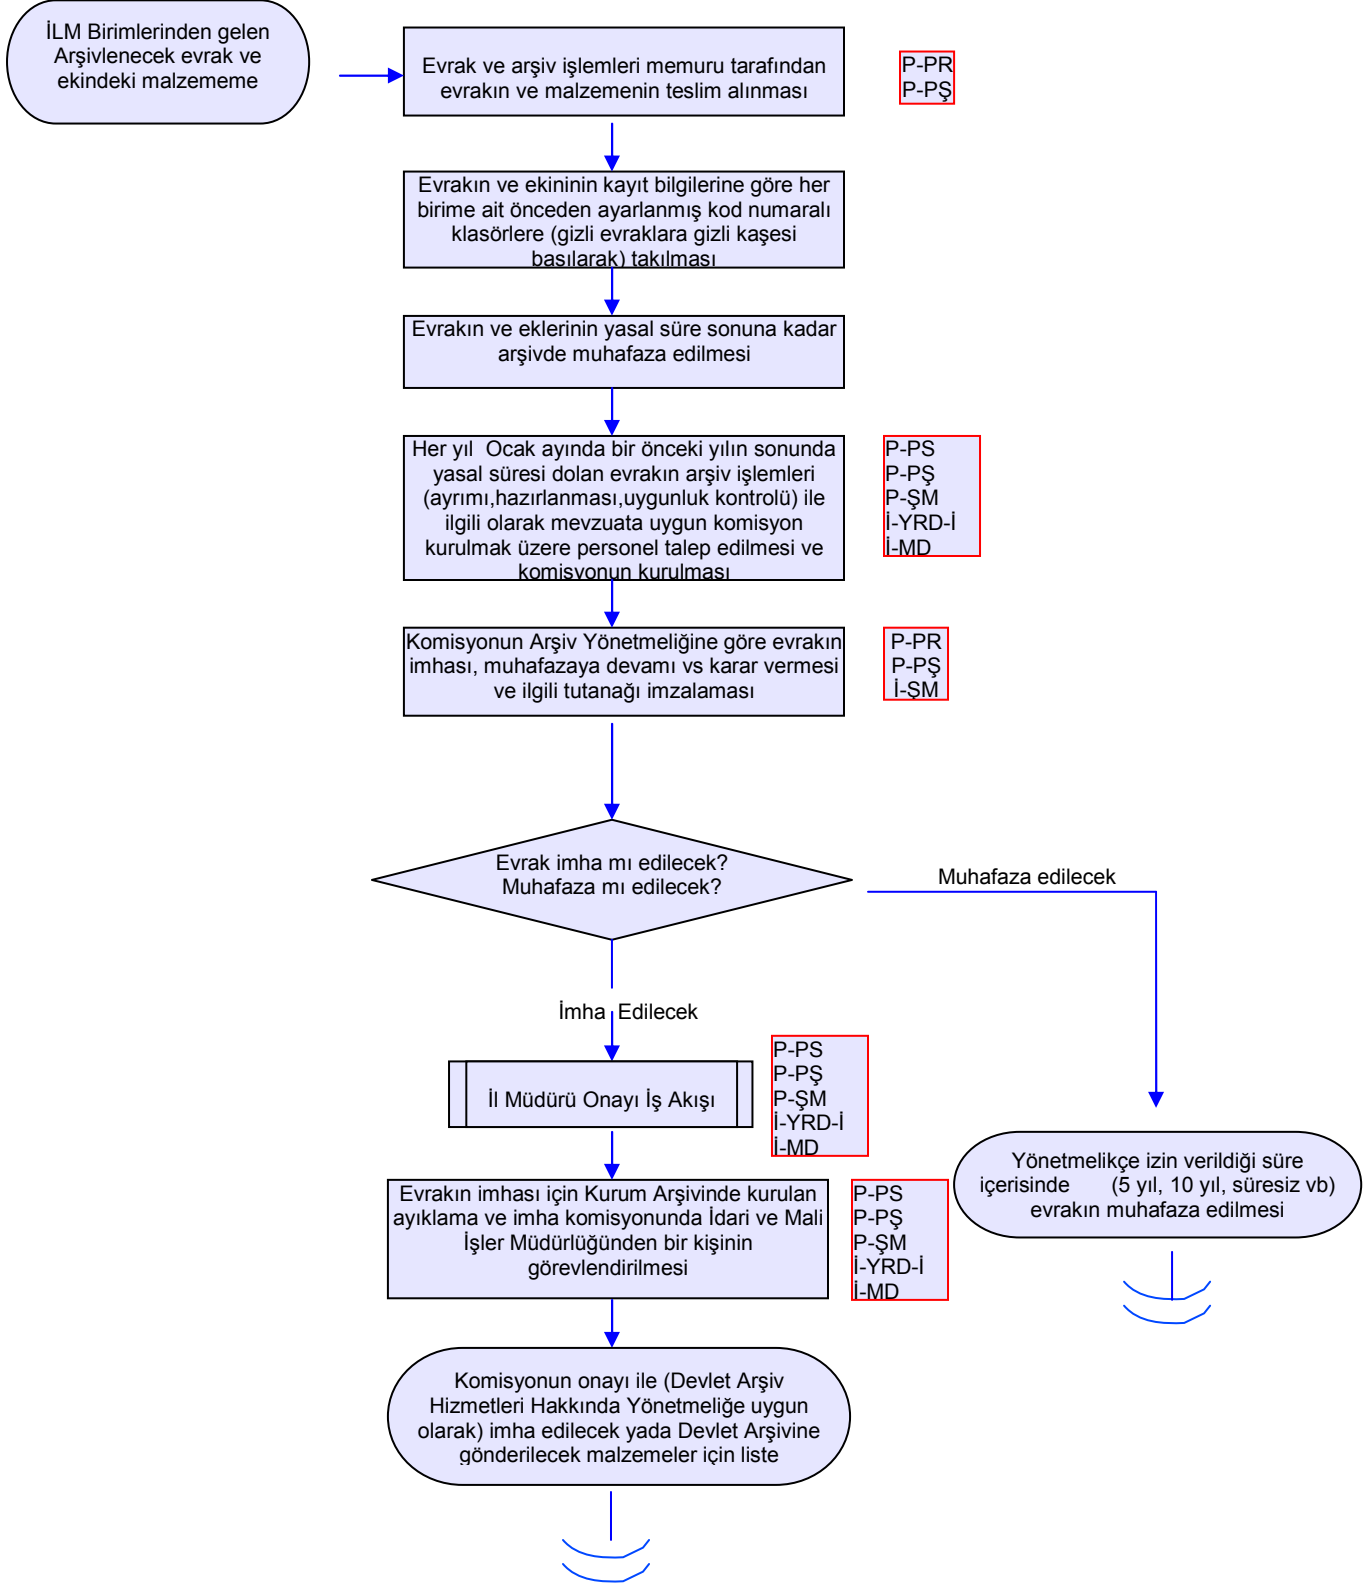 İLM Birimlerinden gelen
Arşivlenecek evrak ve
ekindeki malzememe
Evrak ve arşiv işlemleri memuru tarafından
evrakın ve malzemenin teslim alınması
P-PR
P-PŞ
Evrakın ve ekininin kayıt bilgilerine göre her
birime ait önceden ayarlanmış kod numaralı
klasörlere (gizli evraklara gizli kaşesi
basılarak) takılması
Evrakın ve eklerinin yasal süre sonuna kadar
arşivde muhafaza edilmesi
Her yıl  Ocak ayında bir önceki yılın sonunda
yasal süresi dolan evrakın arşiv işlemleri
(ayrımı,hazırlanması,uygunluk kontrolü) ile
ilgili olarak mevzuata uygun komisyon
kurulmak üzere personel talep edilmesi ve
komisyonun kurulması
P-PS
P-PŞ
P-ŞM
İ-YRD-İ
İ-MD
Komisyonun Arşiv Yönetmeliğine göre evrakın
imhası, muhafazaya devamı vs karar vermesi
ve ilgili tutanağı imzalaması
P-PR
P-PŞ
İ-ŞM
Evrak imha mı edilecek?
Muhafaza mı edilecek?
Muhafaza edilecek
İmha  Edilecek
İl Müdürü Onayı İş Akışı
P-PS
P-PŞ
P-ŞM
İ-YRD-İ
İ-MD
Yönetmelikçe izin verildiği süre
içerisinde (5 yıl, 10 yıl, süresiz vb)
evrakın muhafaza edilmesi
Evrakın imhası için Kurum Arşivinde kurulan
ayıklama ve imha komisyonunda İdari ve Mali
İşler Müdürlüğünden bir kişinin
görevlendirilmesi
P-PS
P-PŞ
P-ŞM
İ-YRD-İ
İ-MD
Komisyonun onayı ile (Devlet Arşiv
Hizmetleri Hakkında Yönetmeliğe uygun
olarak) imha edilecek yada Devlet Arşivine
gönderilecek malzemeler için liste